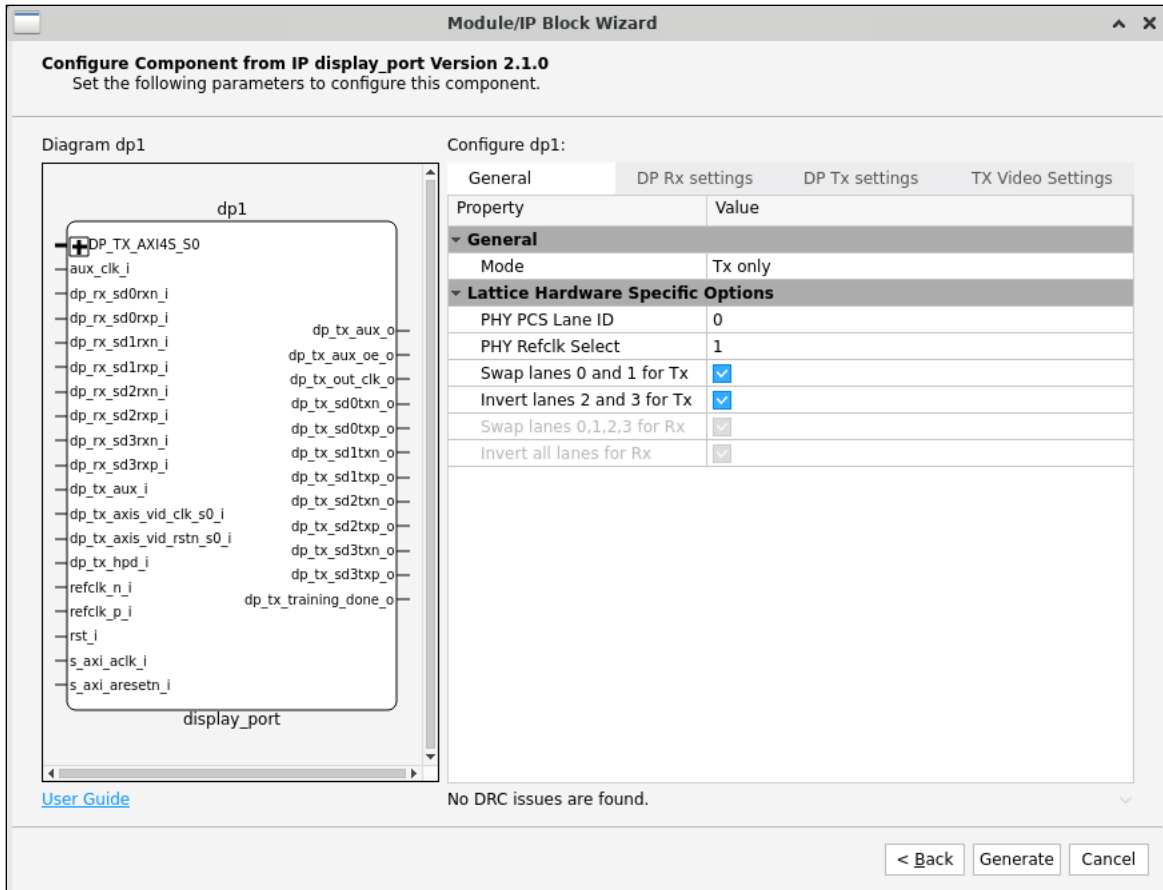 Module/IP Block Wizard
Configure Component from IP display_port Version 2.1.0
Set the following parameters to configure this component.
Diagram dp1
dp1
DP_TX_AXI4S_S0
aux_clk_i
dp_rx_sd0rxn_i
dp_rx_sd0rxp_i
dp_rx_sd1rxn_i
dp_rx_sd1rxp_i
dp_rx_sd2rxn_i
dp_rx_sd2rxp_i
dp_rx_sd3rxn_i
dp_rx_sd3rxp_i
dp_tx_aux_i
dp_tx_axis_vid_clk_s0_i
dp_tx_axis_vid_rstn_s0_i
dp_tx_hpd_i
refclk_n_i
refclk_p_i
rst_i
s_axi_aclk_i
s_axi_aresetn_i
dp_tx_aux_o
dp_tx_aux_oe_o
dp_tx_out_clk_o
dp_tx_sd0txn_o
dp_tx_sd0txp_o
dp_tx_sd1txn_o
dp_tx_sd1txp_o
dp_tx_sd2txn_o
dp_tx_sd2txp_o
dp_tx_sd3txn_o
dp_tx_sd3txp_o
dp_tx_training_done_o
display_port
User Guide
Configure dp1:
General DP Rx settings DP Tx settings TX Video Settings
Property Value
General
Mode Tx only
Lattice Hardware Specific Options
PHY PCS Lane ID 0
PHY Refclk Select 1
Swap lanes 0 and 1 for Tx
Invert lanes 2 and 3 for Tx
Swap lanes 0,1,2,3 for Rx
Invert all lanes for Rx
No DRC issues are found.
< Back Generate Cancel